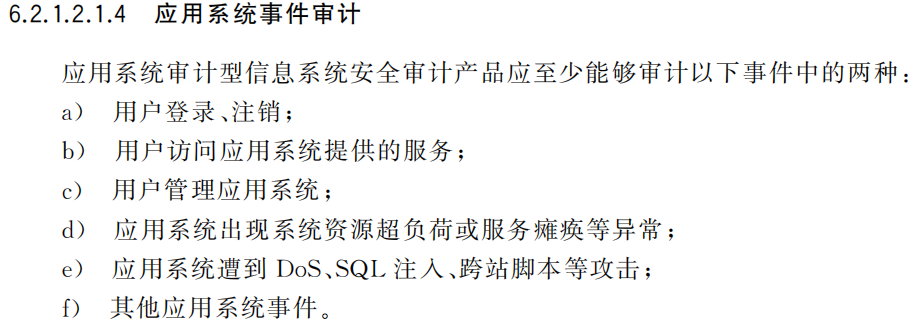 6.2.1.2.1.4 应用系统事件审计
应用系统审计型信息系统安全审计产品应至少能够审计以下事件中的两种：
a） 用户登录、注销；
b） 用户访问应用系统提供的服务；
c） 用户管理应用系统；
d） 应用系统出现系统资源超负荷或服务瘫痪等异常；
e） 应用系统遭到 DoS、SQL 注入、跨站脚本等攻击；
f） 其他应用系统事件。